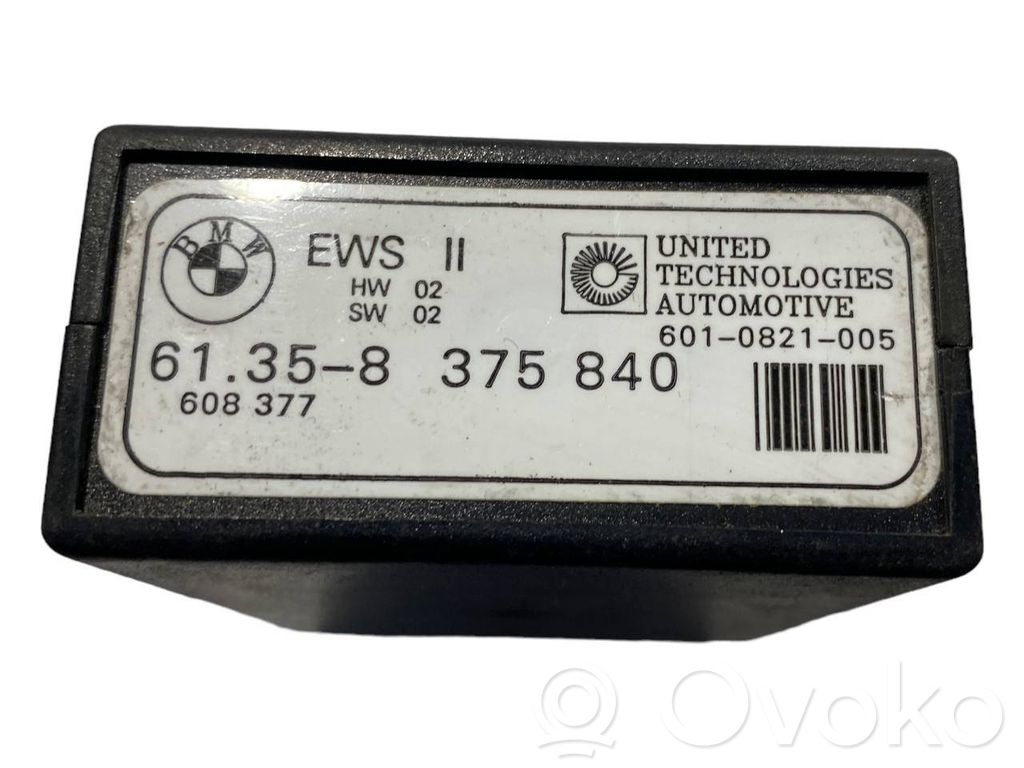 BMW
EWS II
HW 02
SW 02
UNITED
TECHNOLOGIES
AUTOMOTIVE
601-0821-005
61.35-8 375 840
608 377
Ovoko